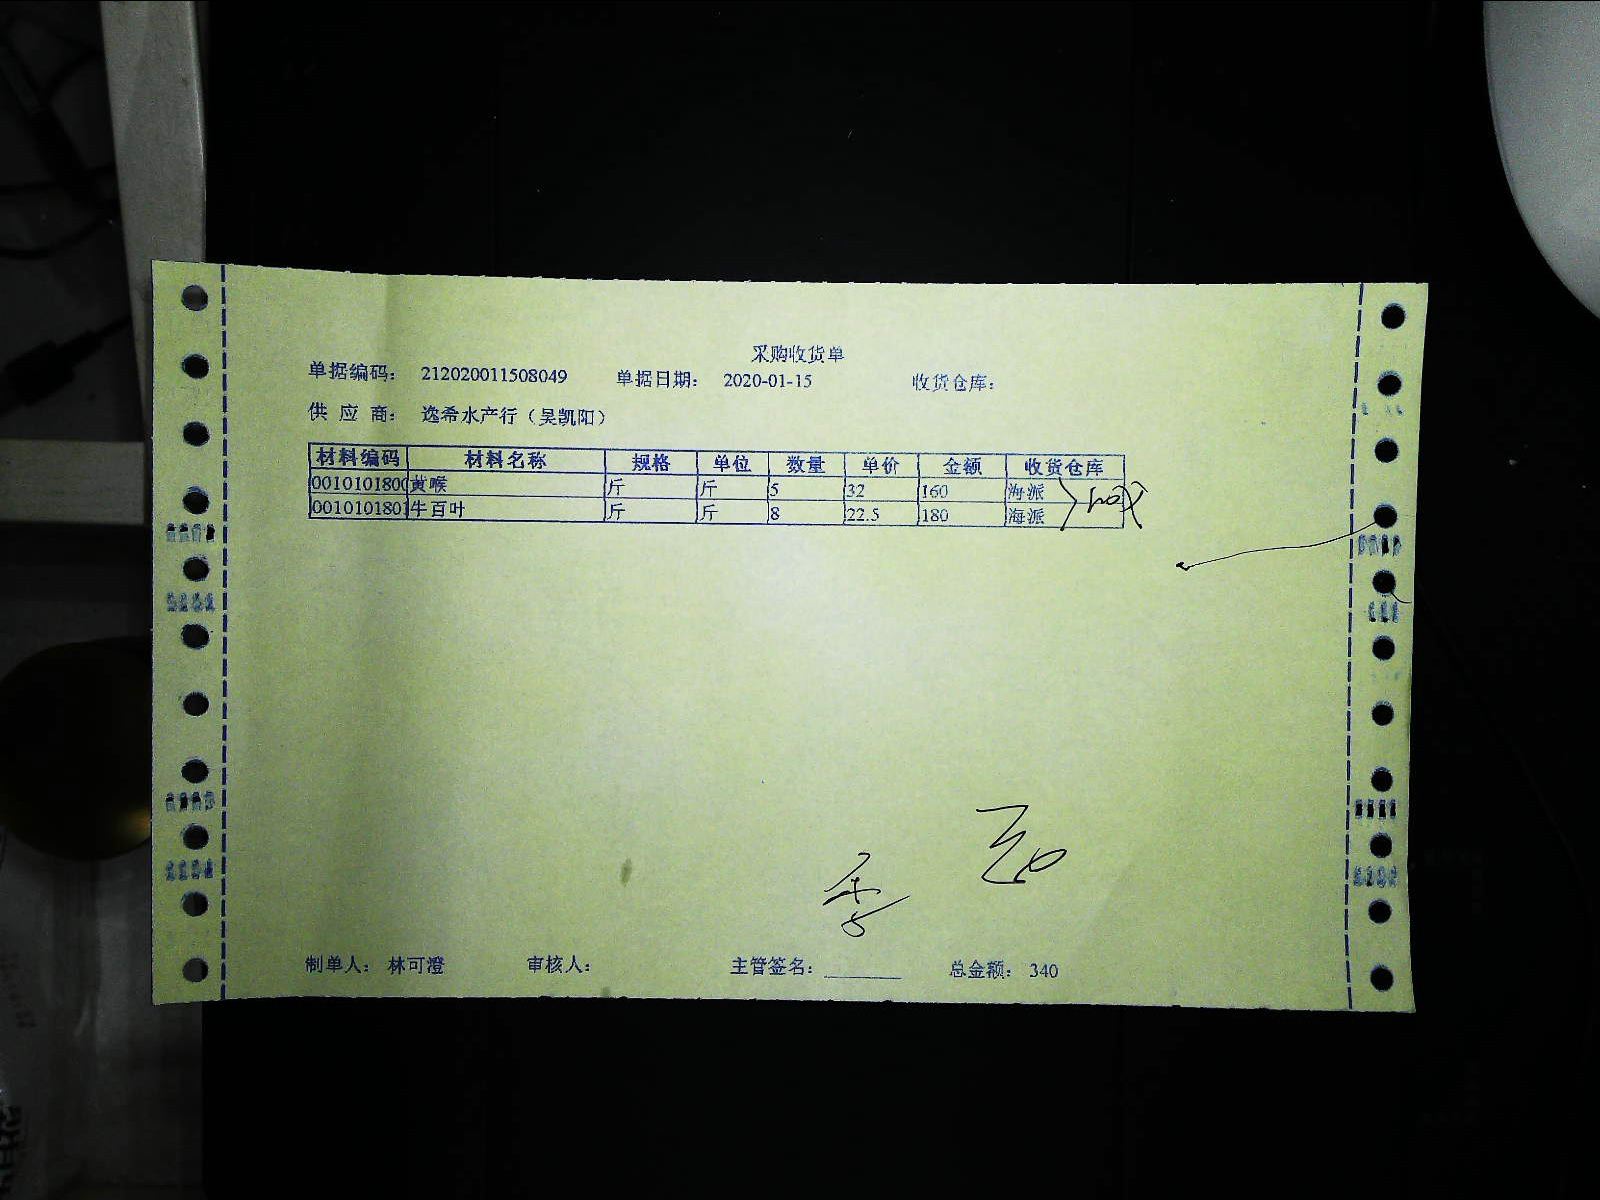 采购收货单
单据编码： 212020011508049 单据日期： 2020-01-15 收货仓库：
供 应 商： 逸希水产行（吴凯阳）
材料编码 材料名称 规格 单位 数量 单价 金额 收货仓库
0010101800 黄喉 斤 斤 5 32 160 海派
001010180 牛百叶 斤 斤 8 22.5 180 海派
制单人： 林可澄 审核人： 主管签名：________ 总金额： 340